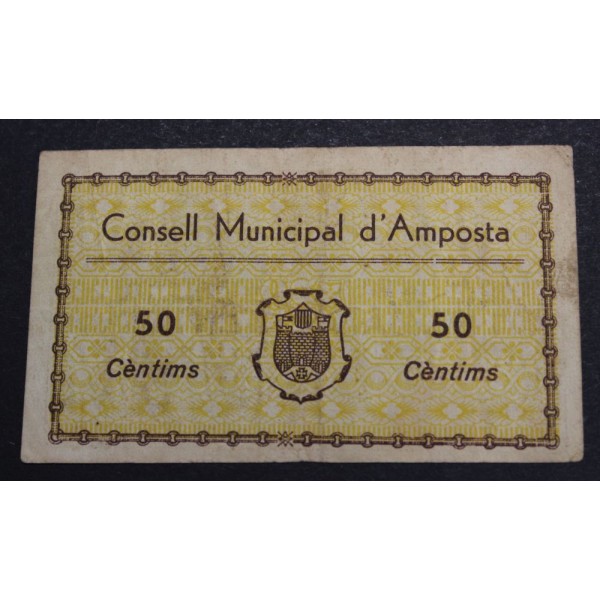 Consell Municipal d'Amposta
50 50
Cèntims Cèntims